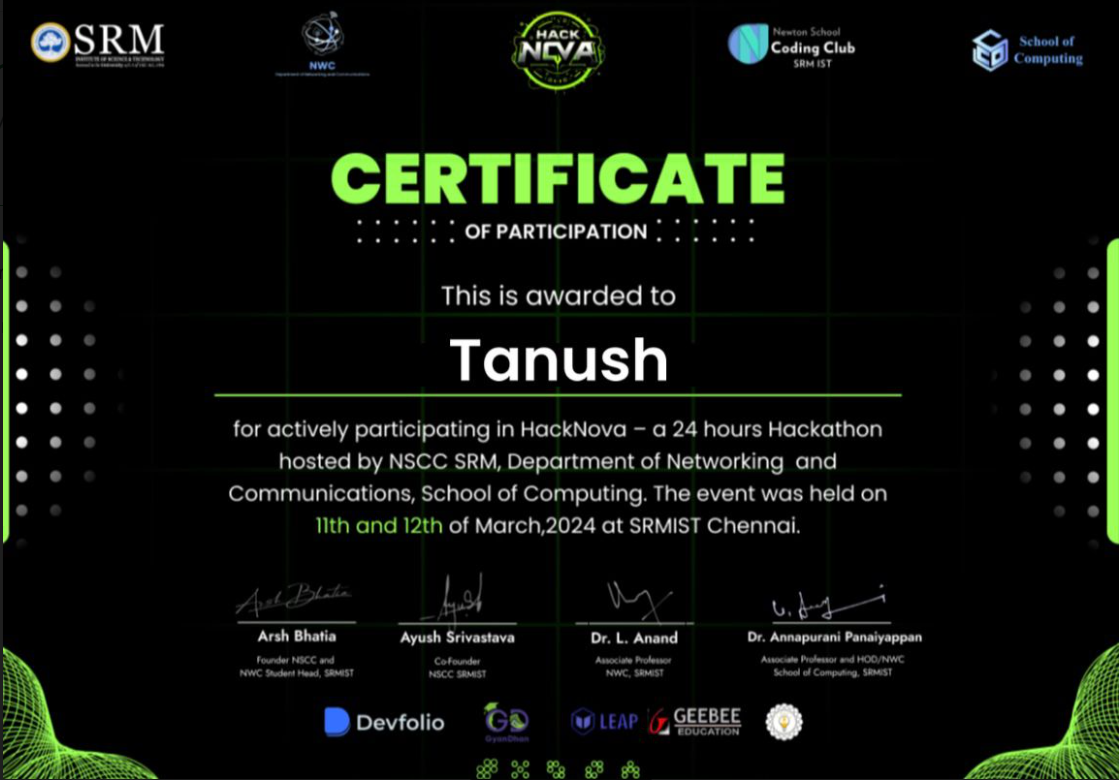 SRM
INSTITUTE OF SCIENCE & TECHNOLOGY
NWC
Department of Networking and Communications
HACK
NOVA
Newton School
Coding Club
SRM IST
School of
Computing
CERTIFICATE
OF PARTICIPATION
This is awarded to
Tanush
for actively participating in HackNova – a 24 hours Hackathon
hosted by NSCC SRM, Department of Networking and
Communications, School of Computing. The event was held on
11th and 12th of March,2024 at SRMIST Chennai.
Arsh Bhatia
Arsh Bhatia
Founder NSCC and
NWC Student Head, SRMIST
Ayush
Ayush Srivastava
Co-Founder
NSCC SRMIST
Dr. L. Anand
Associate Professor
NWC, SRMIST
Dr. Annapurani Panaiyappan
Associate Professor and HOD/NWC
School of Computing, SRMIST
Devfolio
GyanDhan
LEAP
GEEBEE
EDUCATION